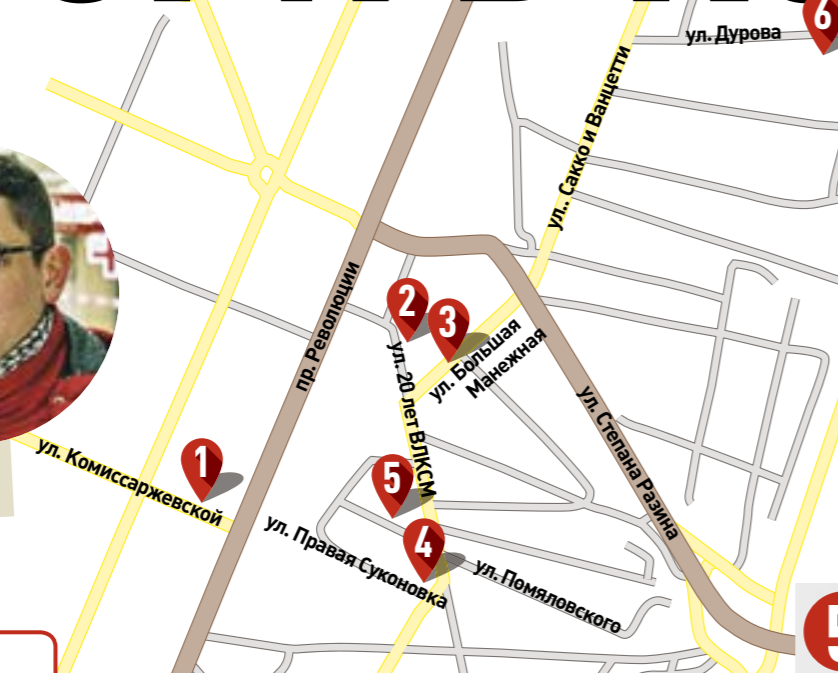 6
ул. Дурова
ул.. Сакко и Ванцетти
пр. Революции
2
3
ул. Большая
Манежная
ул. 20 лет ВЛКСМ
ул. Степана Разина
1
ул. Комиссаржевской
5
4
ул. Правая Суконовка
ул. Помяловского
5